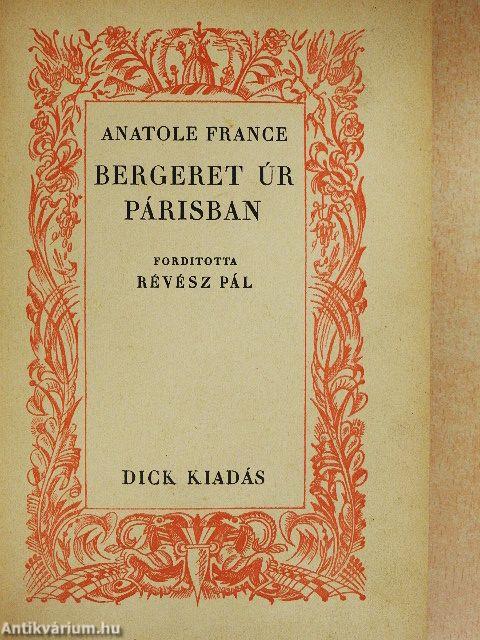 ANATOLE FRANCE
BERGERET ÚR
PÁRISBAN
FORDITOTTA
RÉVÉSZ PÁL
DICK KIADÁS
Antikvárium.hu